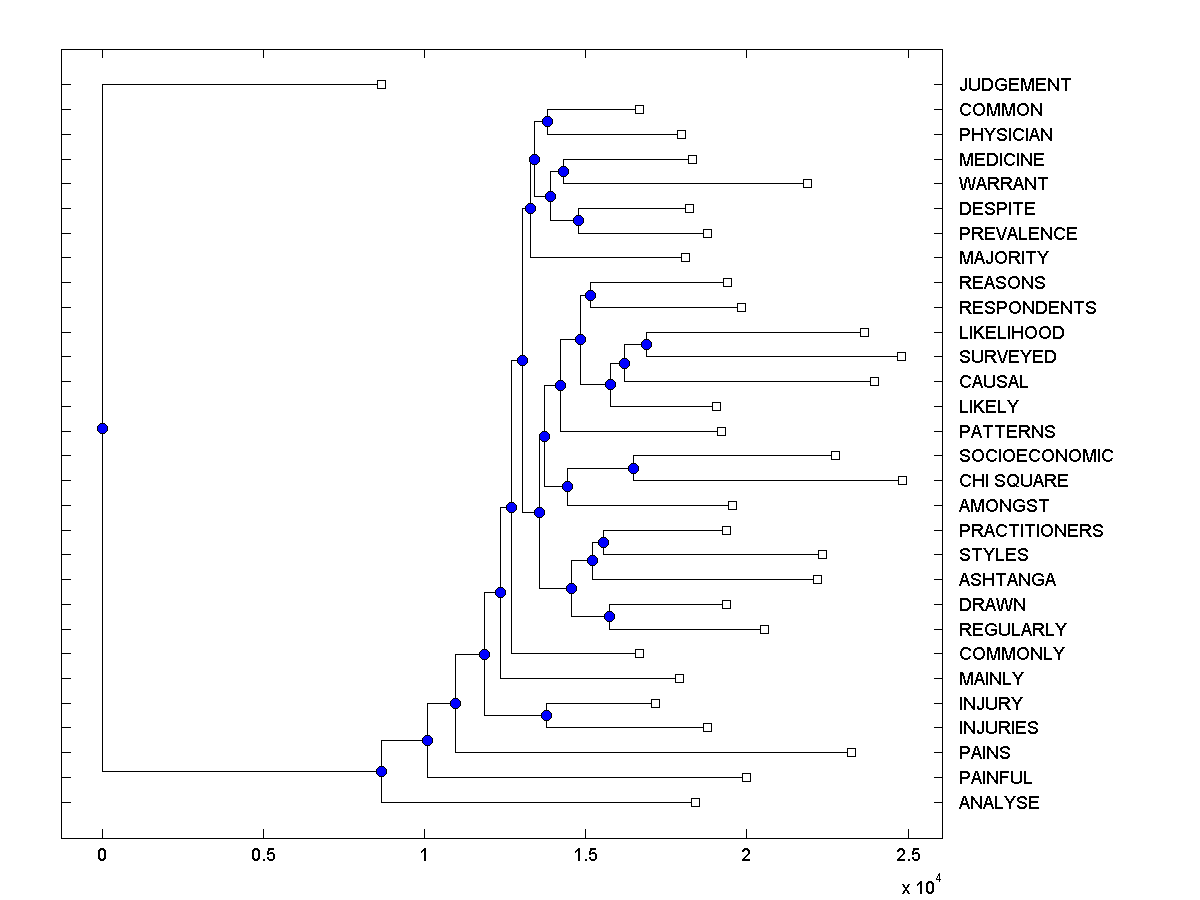 JUDGEMENT
COMMON
PHYSICIAN
MEDICINE
WARRANT
DESPITE
PREVALENCE
MAJORITY
REASONS
RESPONDENTS
LIKELIHOOD
SURVEYED
CAUSAL
LIKELY
PATTERNS
SOCIOECONOMIC
CHI SQUARE
AMONGST
PRACTITIONERS
STYLES
ASHTANGA
DRAWN
REGULARLY
COMMONLY
MAINLY
INJURY
INJURIES
PAINS
PAINFUL
ANALYSE
0 0.5 1 1.5 2 2.5
x 10^4